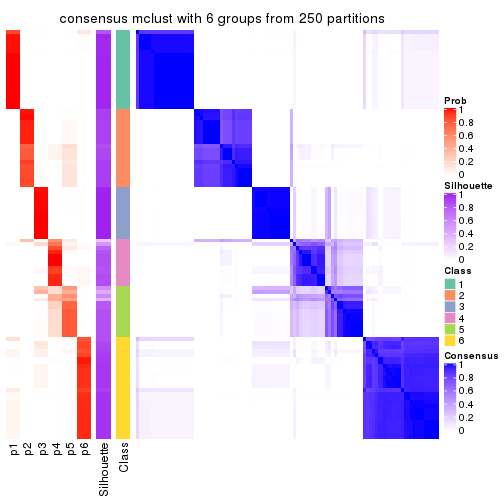 consensus mclust with 6 groups from 250 partitions
Prob
1
0.8
0.6
0.4
0.2
0
Silhouette
1
0.8
0.6
0.4
0.2
0
Class
1
2
3
4
5
6
Consensus
1
0.8
0.6
0.4
0.2
0
p1
p2
p3
p4
p5
p6
Silhouette
Class